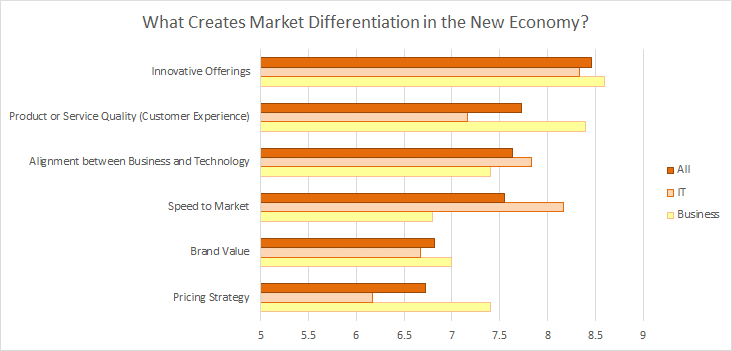 What Creates Market Differentiation in the New Economy?
Innovative Offerings
Product or Service Quality (Customer Experience)
Alignment between Business and Technology
Speed to Market
Brand Value
Pricing Strategy
All
IT
Business
5 5.5 6 6.5 7 7.5 8 8.5 9